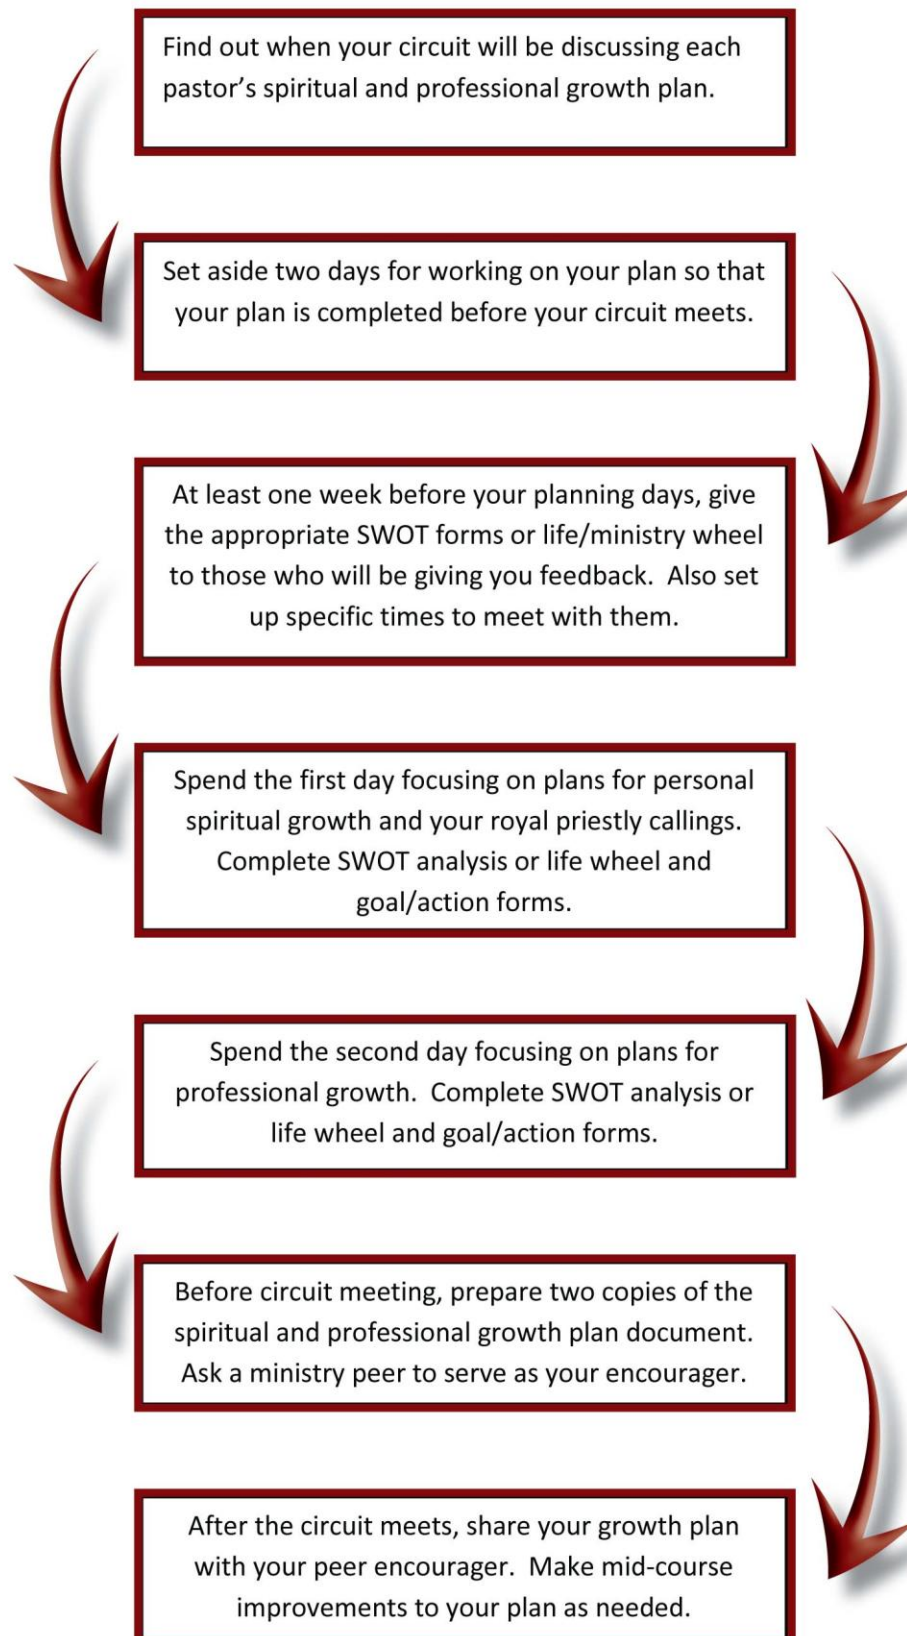 Find out when your circuit will be discussing each
pastor’s spiritual and professional growth plan.
Set aside two days for working on your plan so that
your plan is completed before your circuit meets.
At least one week before your planning days, give
the appropriate SWOT forms or life/ministry wheel
to those who will be giving you feedback.  Also set
up specific times to meet with them.
Spend the first day focusing on plans for personal
spiritual growth and your royal priestly callings.
Complete SWOT analysis or life wheel and
goal/action forms.
Spend the second day focusing on plans for
professional growth.  Complete SWOT analysis or
life wheel and goal/action forms.
Before circuit meeting, prepare two copies of the
spiritual and professional growth plan document.
Ask a ministry peer to serve as your encourager.
After the circuit meets, share your growth plan
with your peer encourager.  Make mid-course
improvements to your plan as needed.